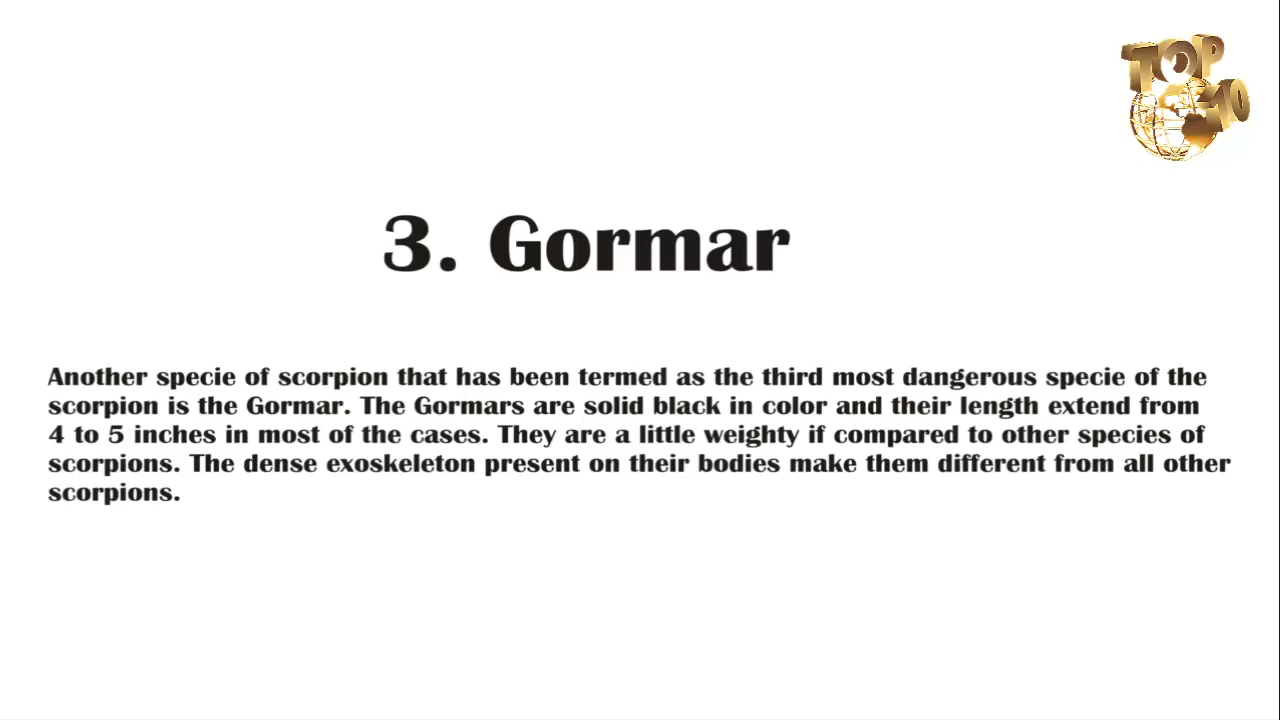 TOP
10
3. Gormar
Another specie of scorpion that has been termed as the third most dangerous specie of the
scorpion is the Gormar. The Gormars are solid black in color and their length extend from
4 to 5 inches in most of the cases. They are a little weighty if compared to other species of
scorpions. The dense exoskeleton present on their bodies make them different from all other
scorpions.